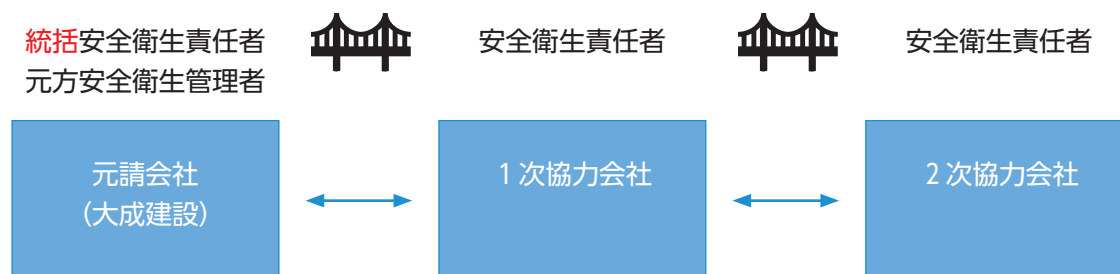 統括安全衛生責任者
元方安全衛生管理者
安全衛生責任者
安全衛生責任者
元請会社
（大成建設）
1 次協力会社
2 次協力会社